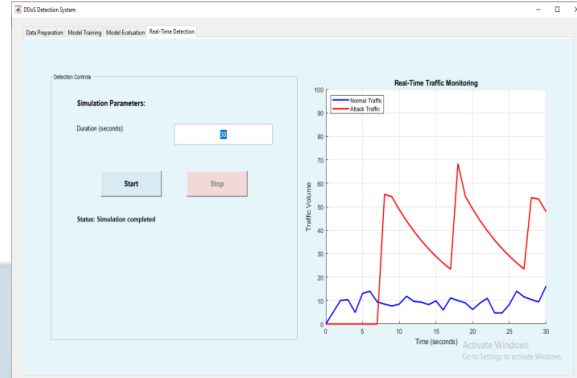 DDoS Detection System
Data Preparation Model Training Model Evaluation Real-Time Detection
Detection Controls
Simulation Parameters:
Duration (seconds):
30
Start
Stop
Status: Simulation completed
Real-Time Traffic Monitoring
Normal Traffic
Attack Traffic
Traffic Volume
100
90
80
70
60
50
40
30
20
10
0
0 5 10 15 20 25 30
Time (seconds)
Activate Windows
Go to Settings to activate Windows.